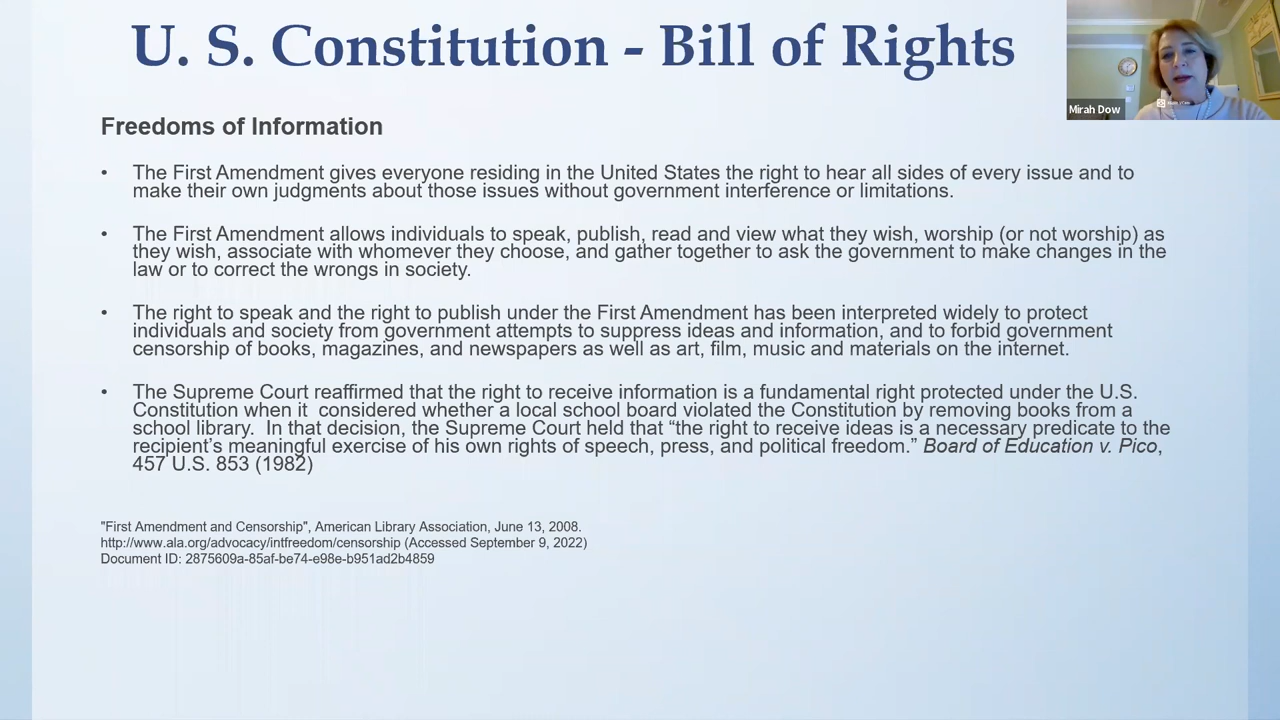 U. S. Constitution - Bill of Rights
Mirah Dow
Freedoms of Information
• The First Amendment gives everyone residing in the United States the right to hear all sides of every issue and to
make their own judgments about those issues without government interference or limitations.
• The First Amendment allows individuals to speak, publish, read and view what they wish, worship (or not worship) as
they wish, associate with whomever they choose, and gather together to ask the government to make changes in the
law or to correct the wrongs in society.
• The right to speak and the right to publish under the First Amendment has been interpreted widely to protect
individuals and society from government attempts to suppress ideas and information, and to forbid government
censorship of books, magazines, and newspapers as well as art, film, music and materials on the internet.
• The Supreme Court reaffirmed that the right to receive information is a fundamental right protected under the U.S.
Constitution when it  considered whether a local school board violated the Constitution by removing books from a
school library.  In that decision, the Supreme Court held that “the right to receive ideas is a necessary predicate to the
recipient’s meaningful exercise of his own rights of speech, press, and political freedom.” Board of Education v. Pico,
457 U.S. 853 (1982)
"First Amendment and Censorship", American Library Association, June 13, 2008.
http://www.ala.org/advocacy/intfreedom/censorship (Accessed September 9, 2022)
Document ID: 2875609a-85af-be74-e98e-b951ad2b4859